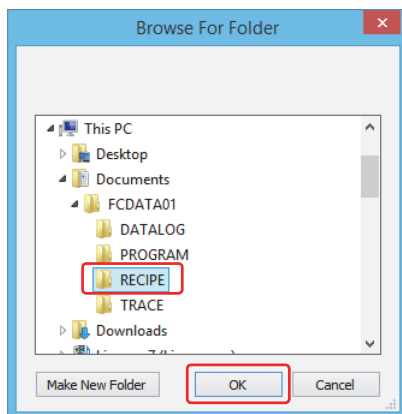 Browse For Folder
This PC
Desktop
Documents
FCDATA01
DATALOG
PROGRAM
RECIPE
TRACE
Downloads
Make New Folder OK Cancel